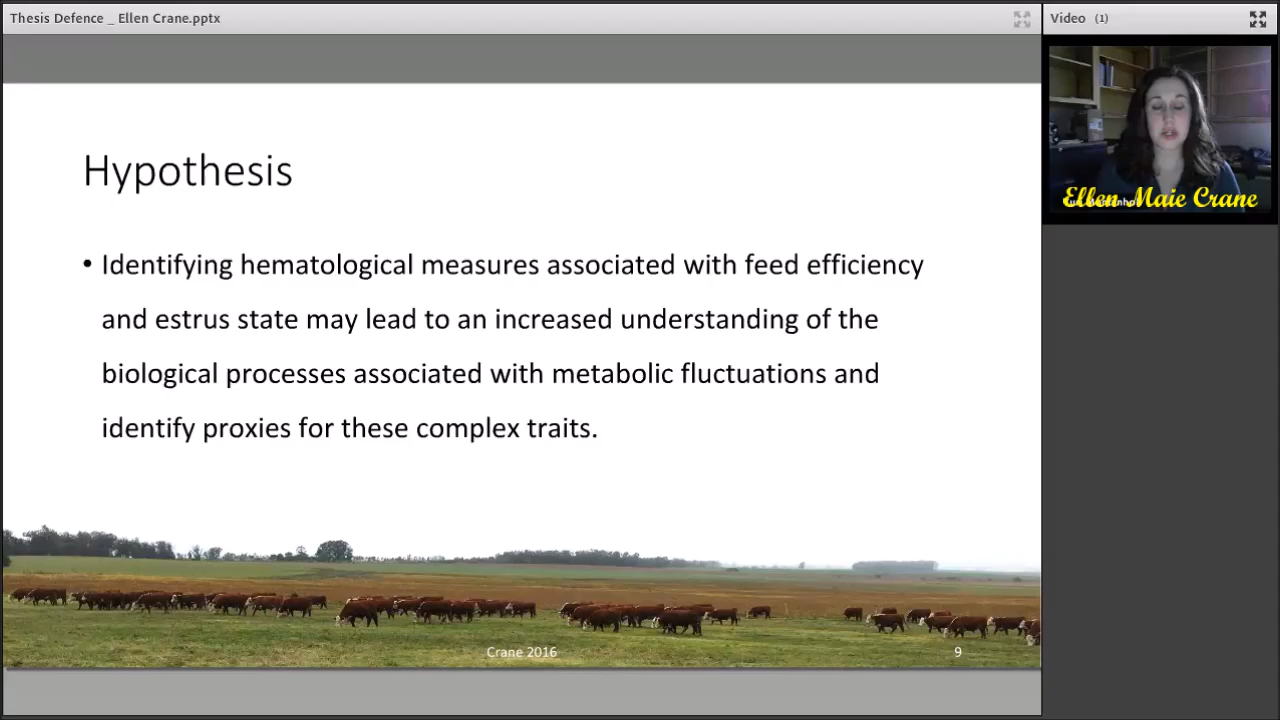 Thesis Defence _ Ellen Crane.pptx
Video (1)
Ellen Maie Crane
Hypothesis
• Identifying hematological measures associated with feed efficiency
and estrus state may lead to an increased understanding of the
biological processes associated with metabolic fluctuations and
identify proxies for these complex traits.
Crane 2016
9